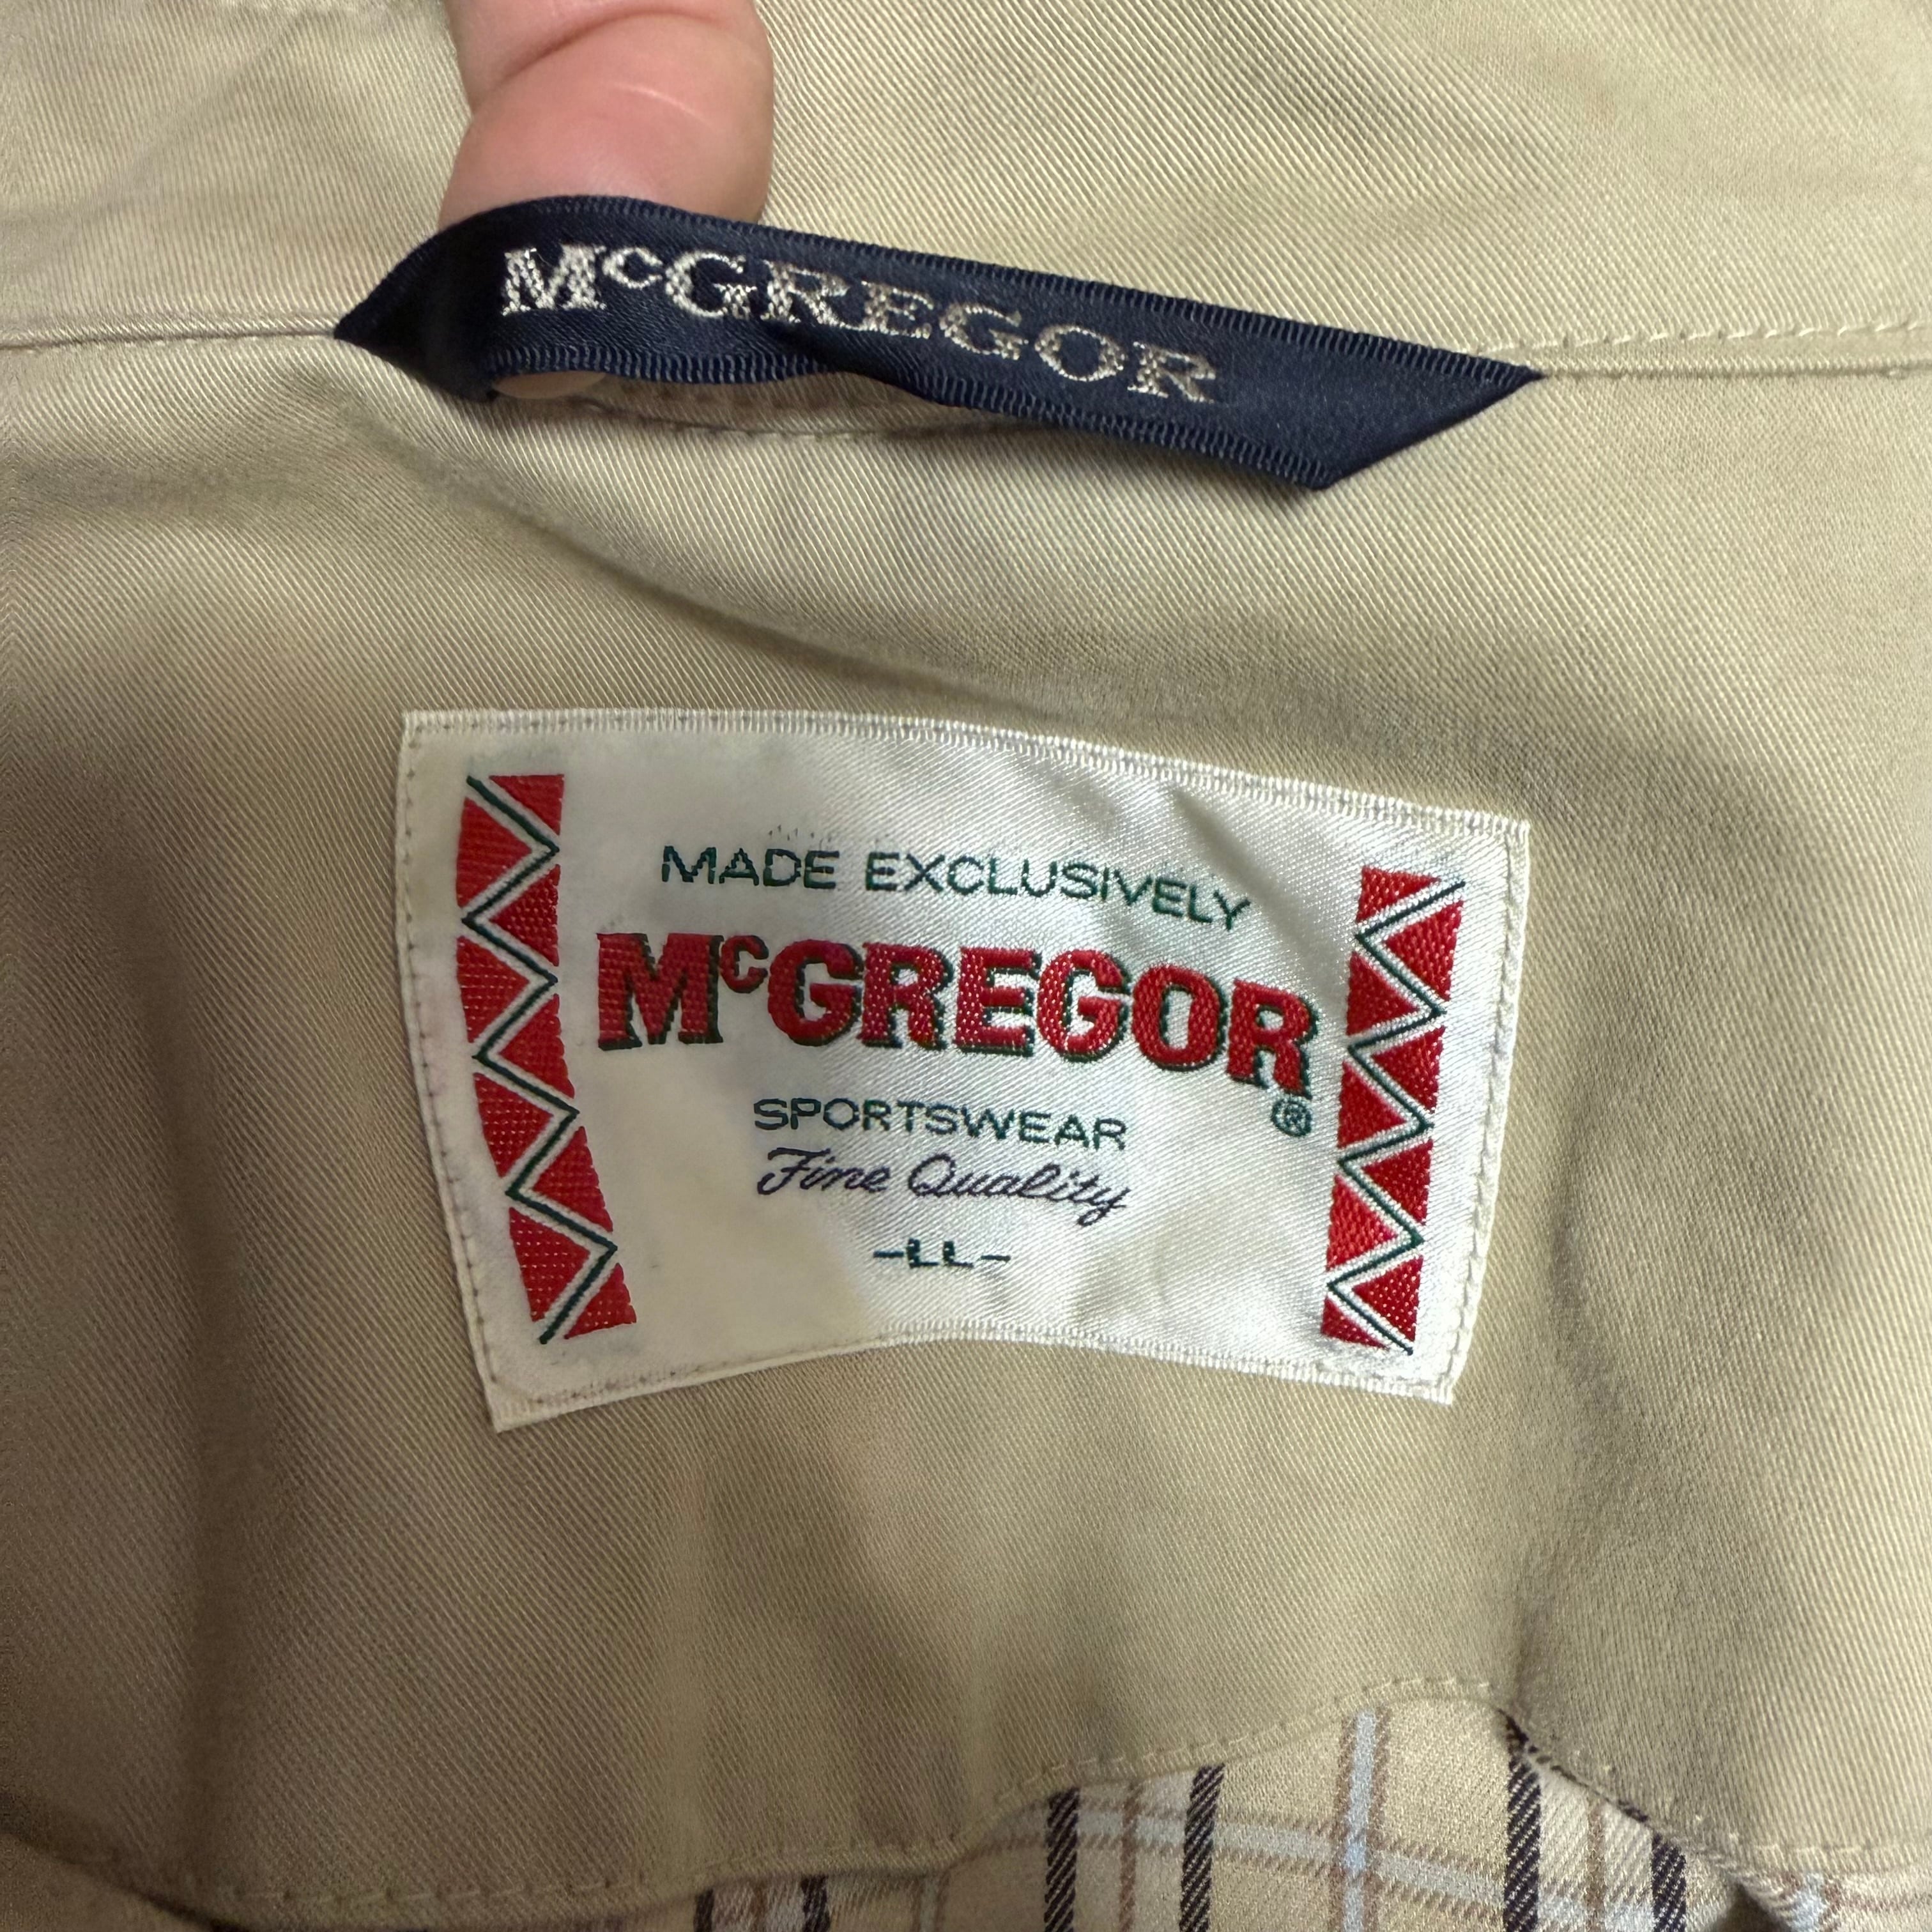 McGREGOR
MADE EXCLUSIVELY
McGREGOR®
SPORTSWEAR
Fine Quality
-LL-